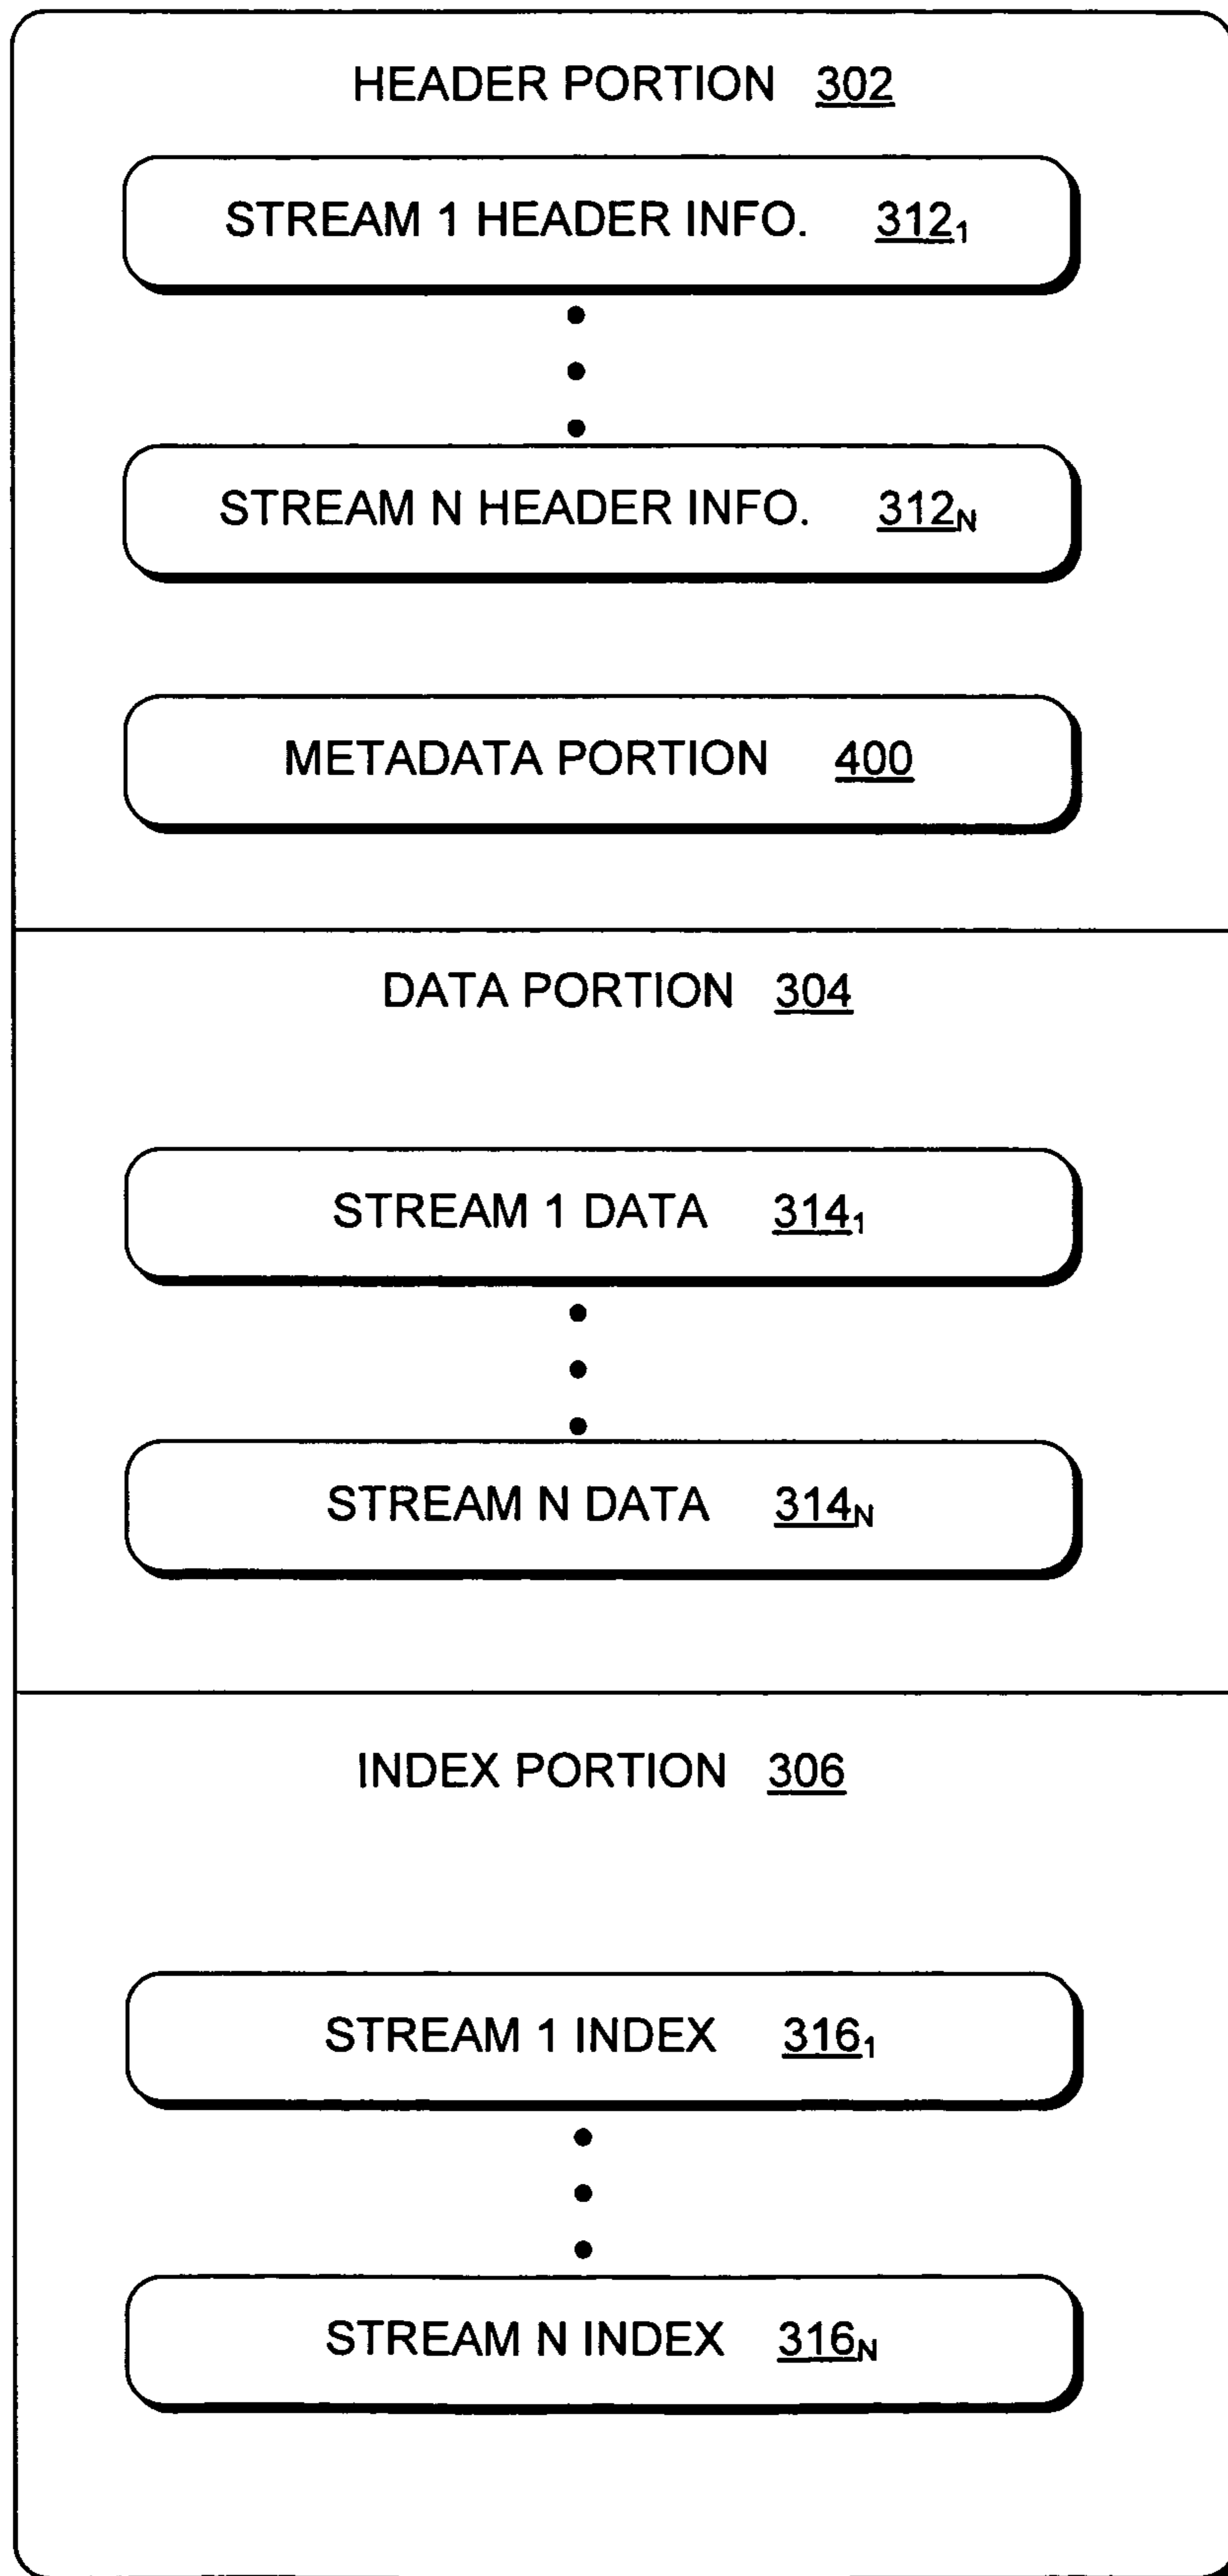 HEADER PORTION 302
STREAM 1 HEADER INFO. 312₁
STREAM N HEADER INFO. 312N
METADATA PORTION 400
DATA PORTION 304
STREAM 1 DATA 314₁
STREAM N DATA 314N
INDEX PORTION 306
STREAM 1 INDEX 316₁
STREAM N INDEX 316N